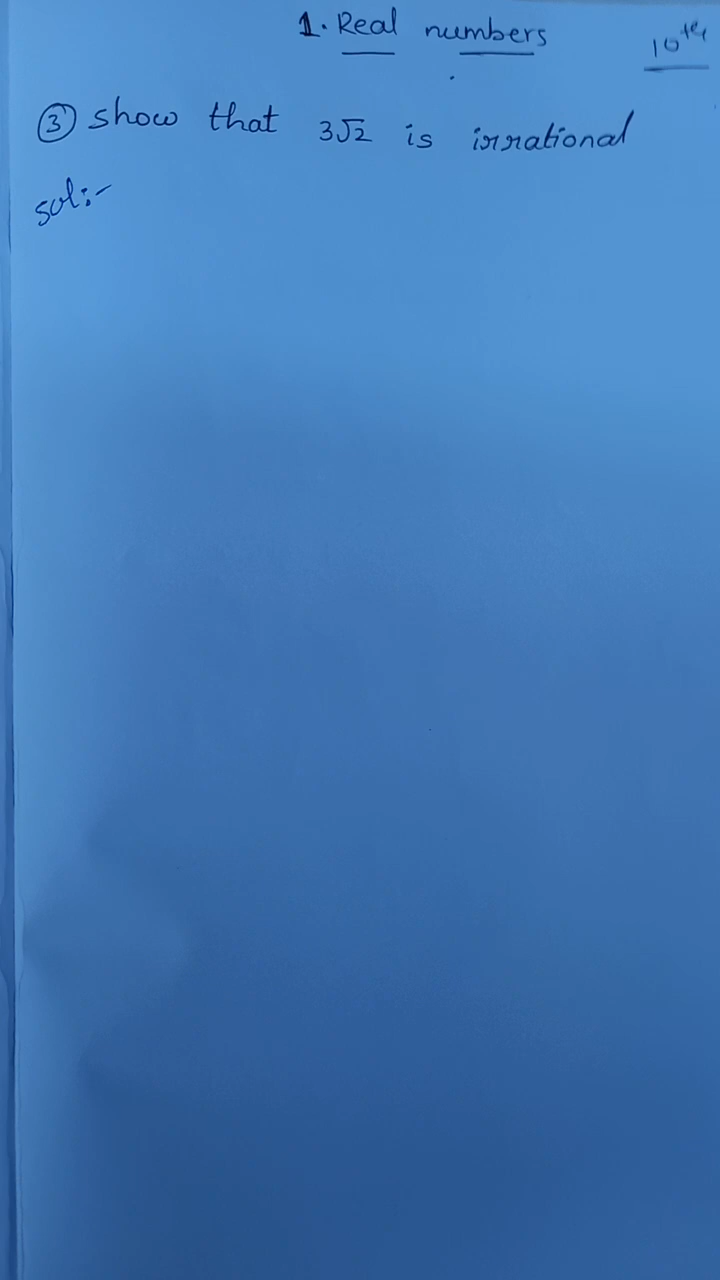 1. Real numbers 10th
③ show that 3√2 is irrational
sol:-